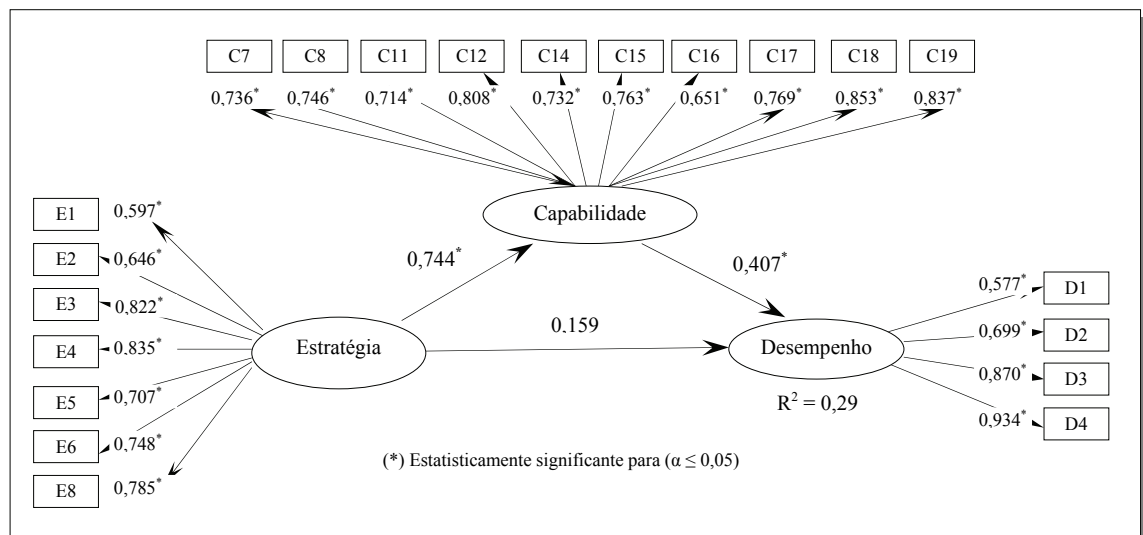 C7 C8 C11 C12 C14 C15 C16 C17 C18 C19
0,736* 0,746* 0,714* 0,808* 0,732* 0,763* 0,651* 0,769* 0,853* 0,837*
Capabilidade
E1 0,597*
E2 0,646*
E3 0,822*
E4 0,835*
E5 0,707*
E6 0,748*
E8 0,785*
0,744*
0,407*
Estratégia
0,159
Desempenho
R² = 0,29
0,577* D1
0,699* D2
0,870* D3
0,934* D4
(*) Estatisticamente significante para (α ≤ 0,05)